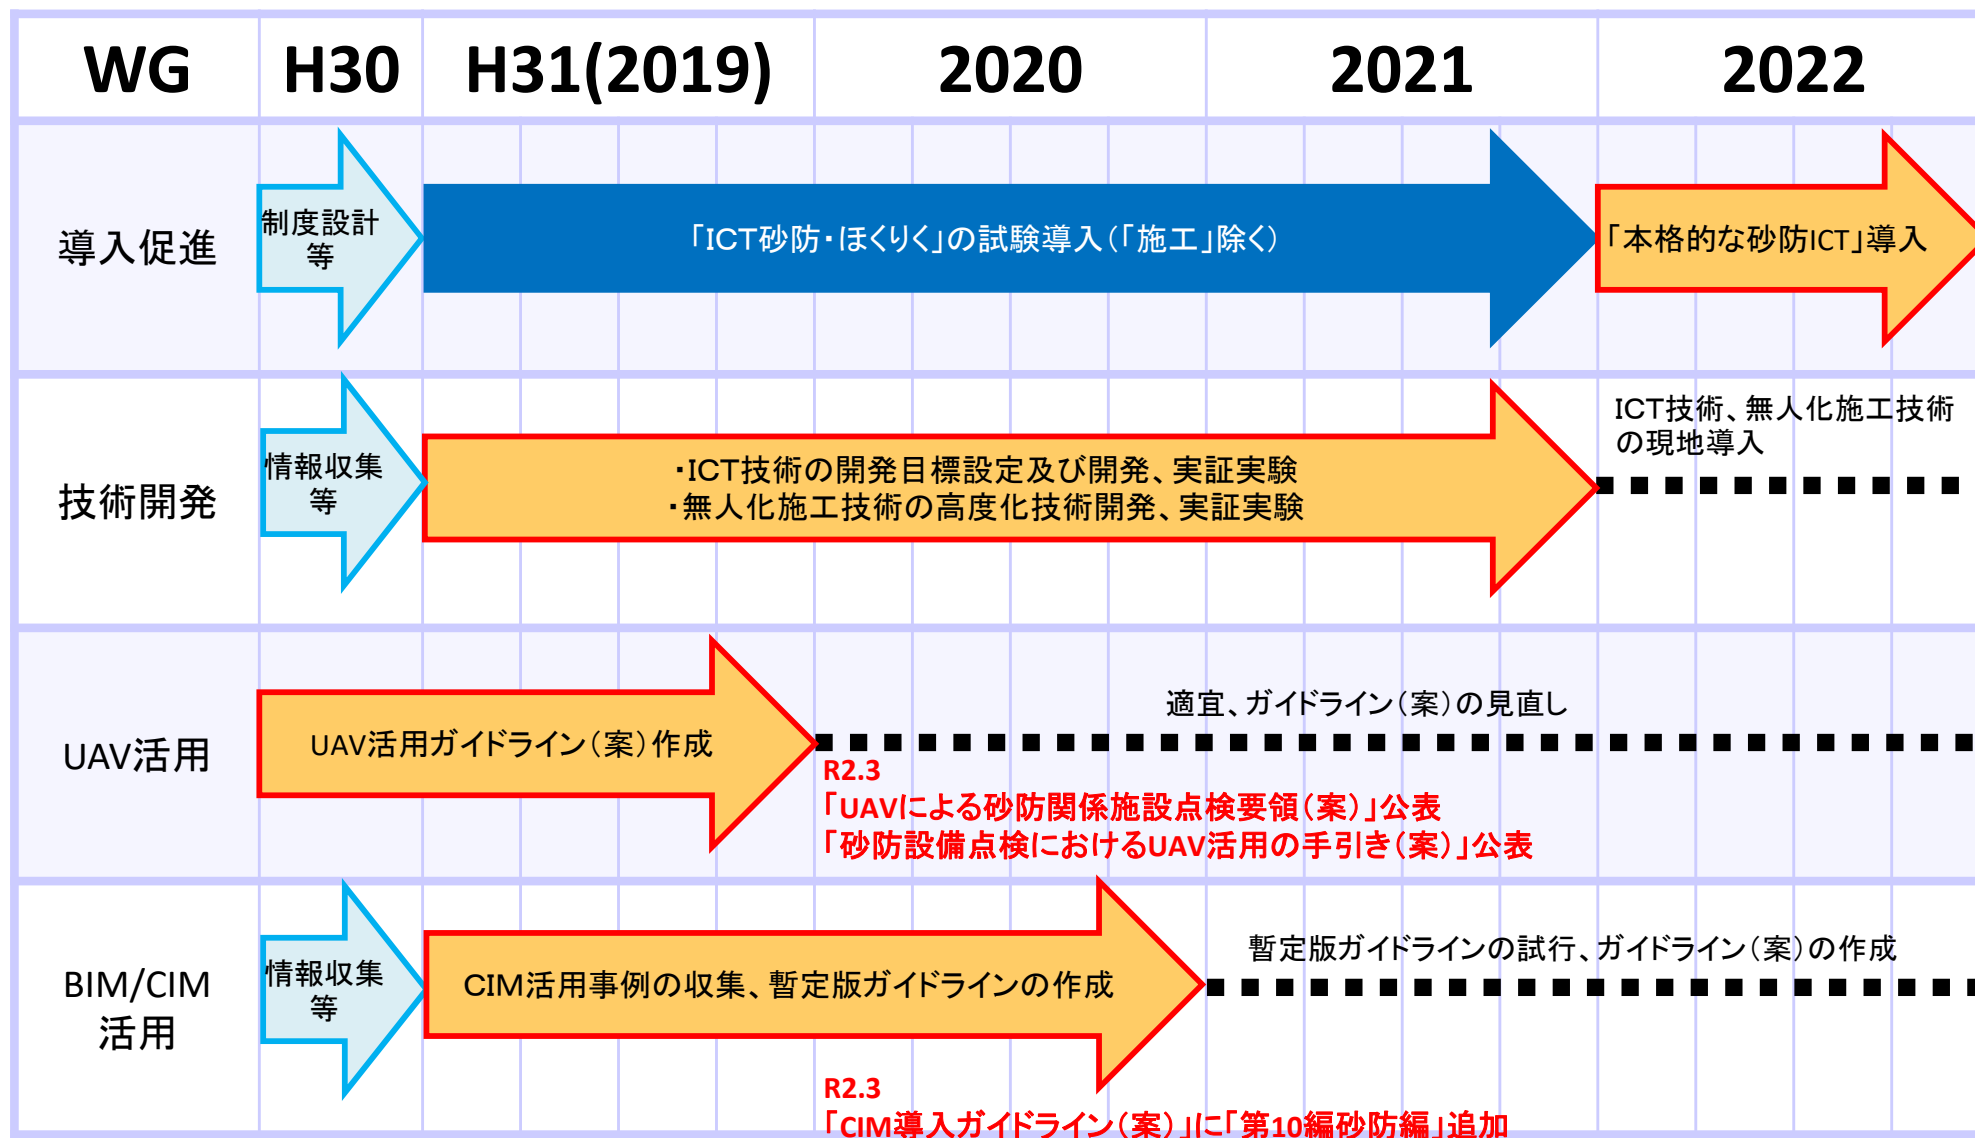 WG H30 H31(2019) 2020 2021 2022
導入促進
制度設計
等
「ICT砂防・ほくりく」の試験導入(「施工」除く)
「本格的な砂防ICT」導入
技術開発
情報収集
等
・ICT技術の開発目標設定及び開発、実証実験
・無人化施工技術の高度化技術開発、実証実験
ICT技術、無人化施工技術
の現地導入
UAV活用
UAV活用ガイドライン(案)作成
適宜、ガイドライン(案)の見直し
R2.3
「UAVによる砂防関係施設点検要領(案)」公表
「砂防設備点検におけるUAV活用の手引き(案)」公表
BIM/CIM
活用
情報収集
等
CIM活用事例の収集、暫定版ガイドラインの作成
暫定版ガイドラインの試行、ガイドライン(案)の作成
R2.3
「CIM導入ガイドライン(案)」に「第10編砂防編」追加